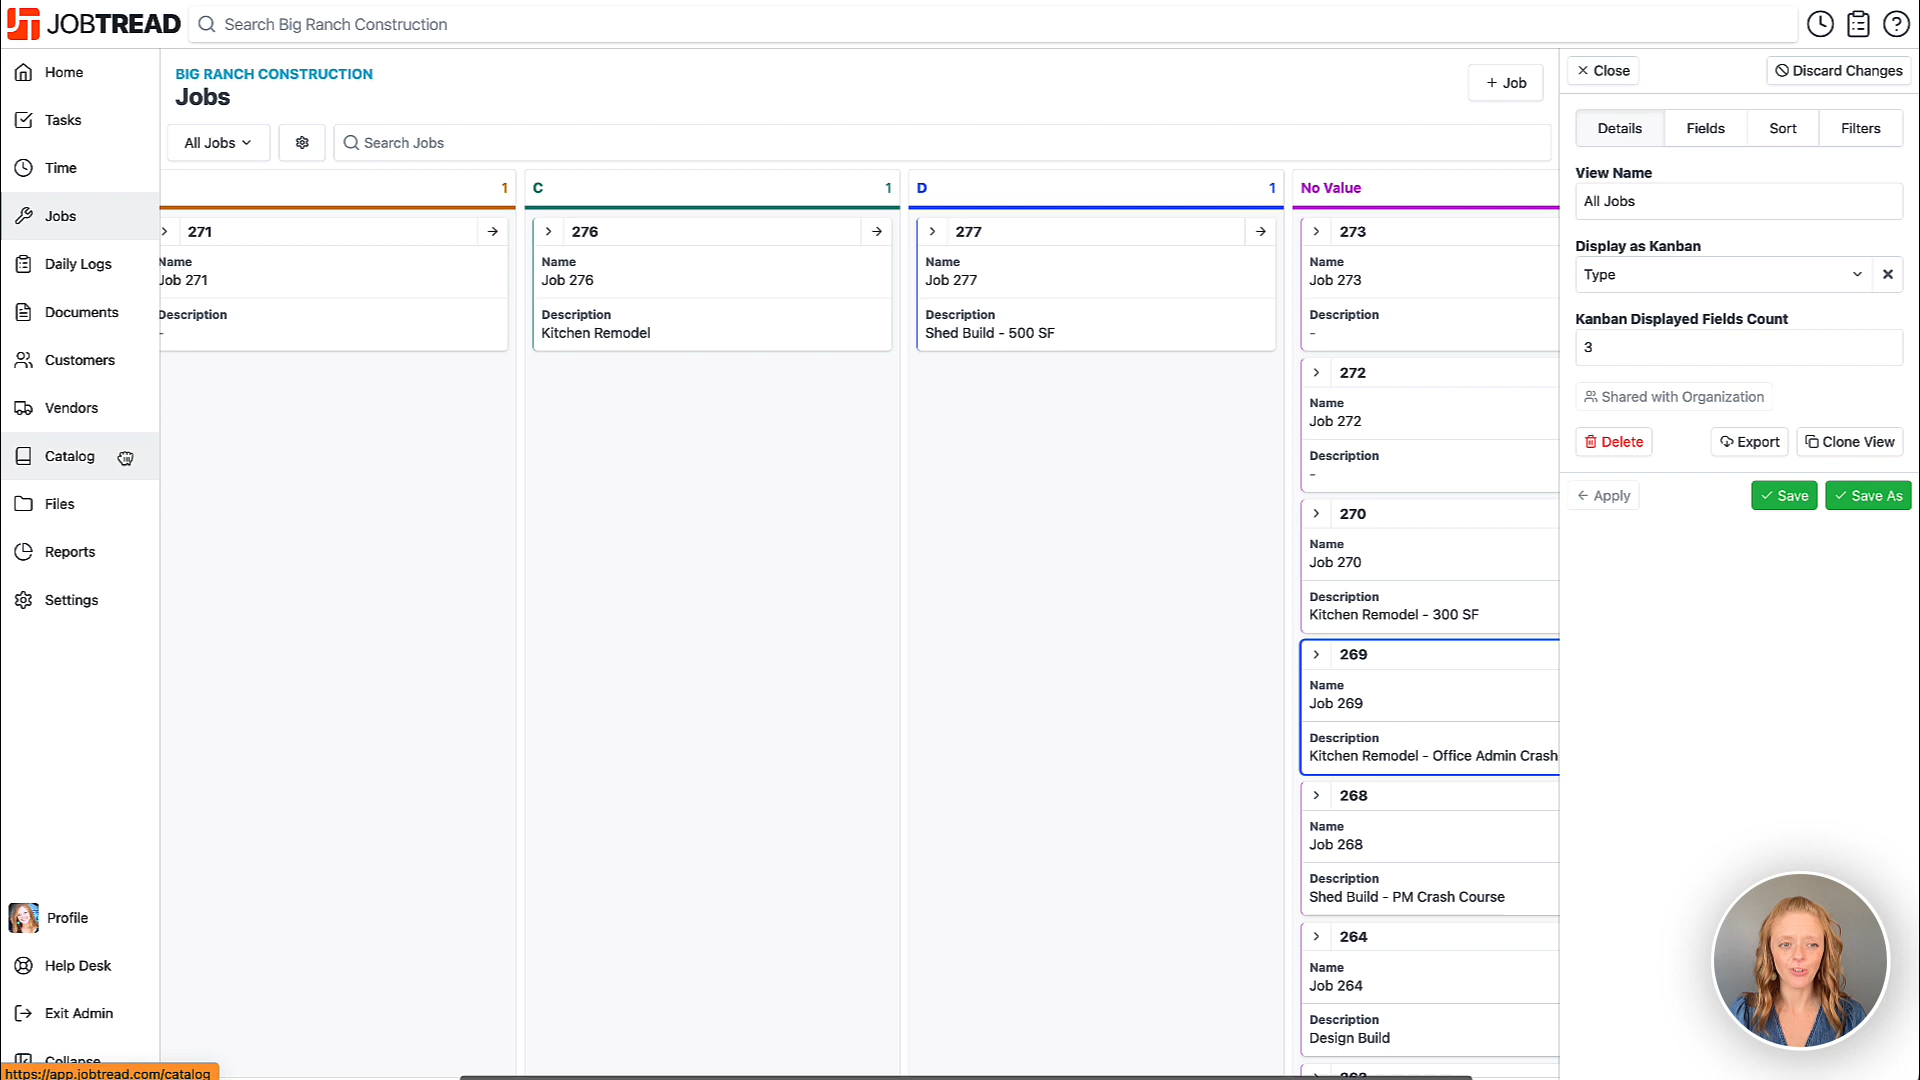 JOBTREAD
Search Big Ranch Construction
Home
Tasks
Time
Jobs
Daily Logs
Documents
Customers
Vendors
Catalog
Files
Reports
Settings
Profile
Help Desk
Exit Admin
Collapse
https://app.jobtread.com/catalog
BIG RANCH CONSTRUCTION
Jobs
+ Job
All Jobs
Search Jobs
1
271
Name
Job 271
Description
-
C 1
276
Name
Job 276
Description
Kitchen Remodel
D 1
277
Name
Job 277
Description
Shed Build - 500 SF
No Value
273
Name
Job 273
Description
-
272
Name
Job 272
Description
-
270
Name
Job 270
Description
Kitchen Remodel - 300 SF
269
Name
Job 269
Description
Kitchen Remodel - Office Admin Crash
268
Name
Job 268
Description
Shed Build - PM Crash Course
264
Name
Job 264
Description
Design Build
Close
Discard Changes
Details Fields Sort Filters
View Name
All Jobs
Display as Kanban
Type
Kanban Displayed Fields Count
3
Shared with Organization
Delete Export Clone View
Apply Save Save As